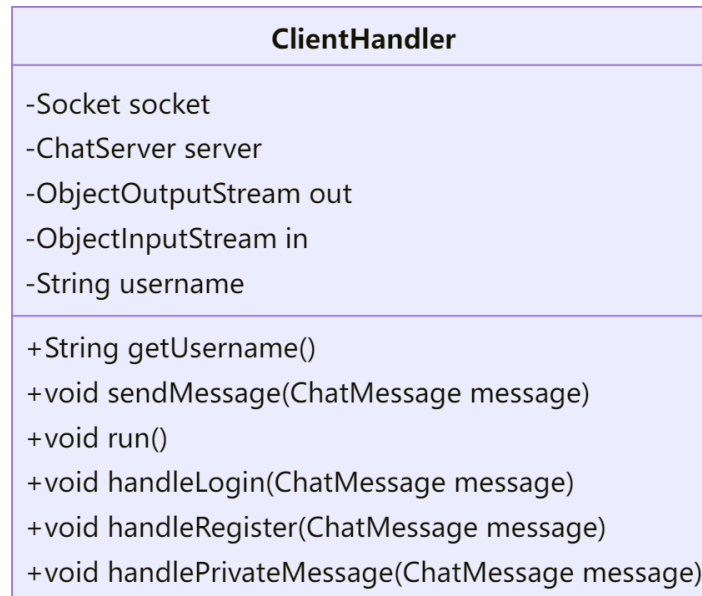 ClientHandler
-Socket socket
-ChatServer server
-ObjectOutputStream out
-ObjectInputStream in
-String username
+String getUsername()
+void sendMessage(ChatMessage message)
+void run()
+void handleLogin(ChatMessage message)
+void handleRegister(ChatMessage message)
+void handlePrivateMessage(ChatMessage message)